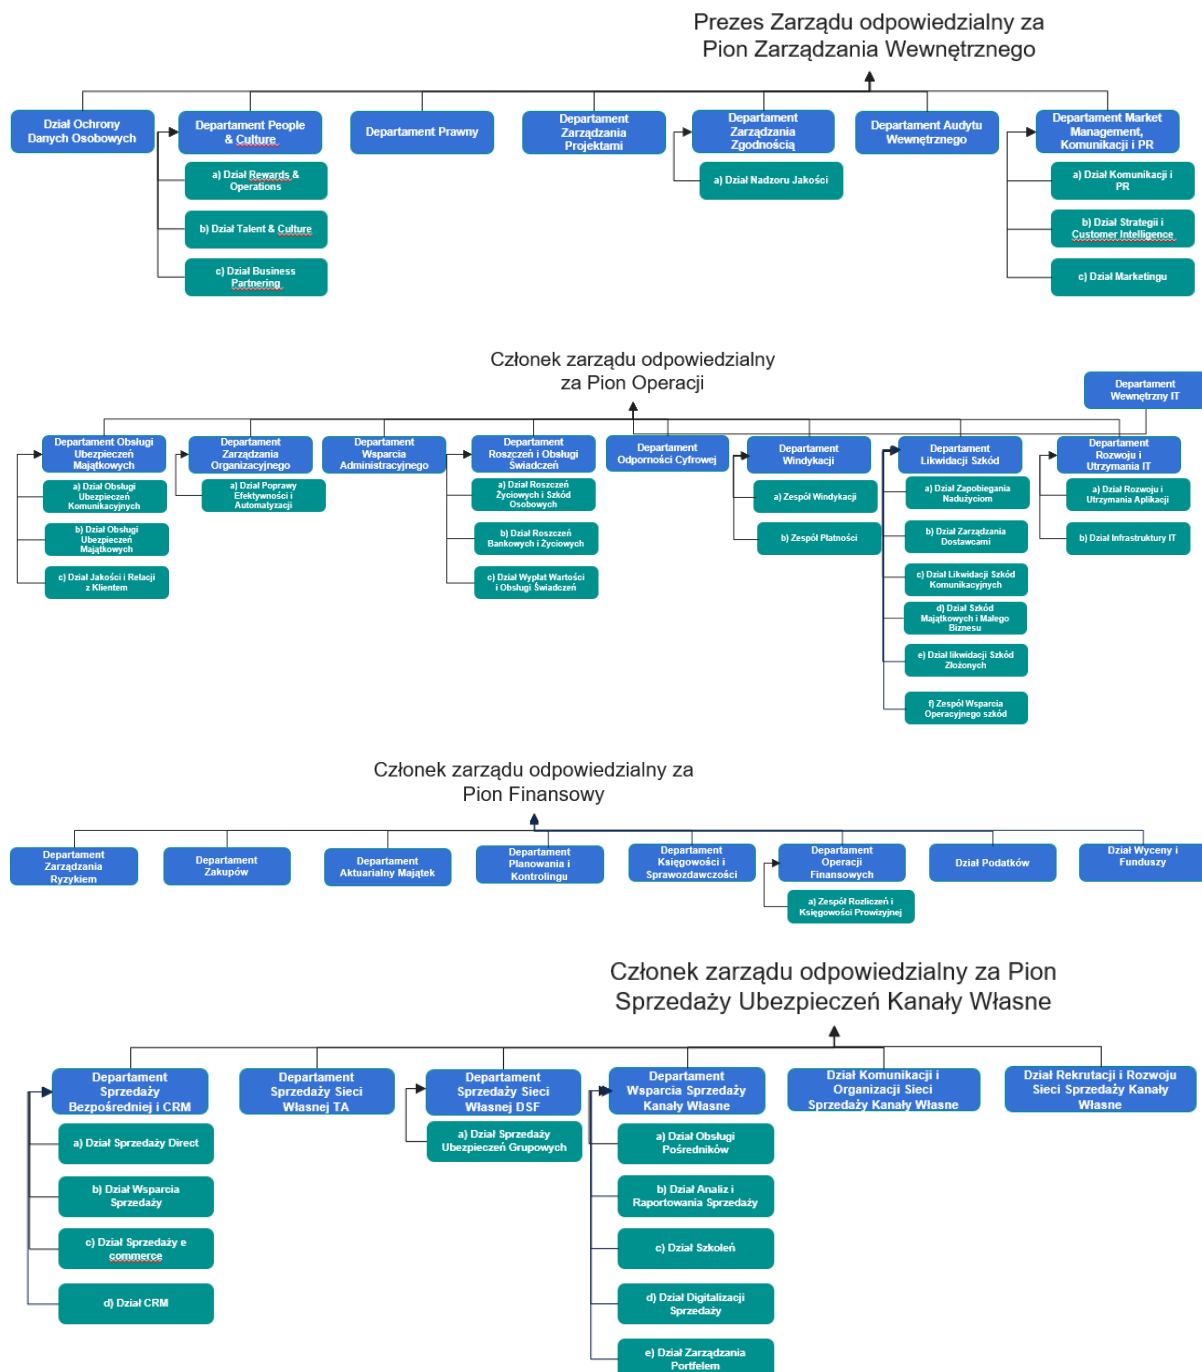 Prezes Zarządu odpowiedzialny za
Pion Zarządzania Wewnętrznego
Dział Ochrony
Danych Osobowych
Departament People
& Culture
Departament Prawny
Departament
Zarządzania
Projektami
Departament
Zarządzania
Zgodnością
Departament Audytu
Wewnętrznego
Departament Market
Management,
Komunikacji i PR
a) Dział Rewards &
Operations
b) Dział Talent & Culture
c) Dział Business
Partnering
a) Dział Nadzoru Jakości
a) Dział Komunikacji i
PR
b) Dział Strategii i
Customer Intelligence
c) Dział Marketingu
Członek zarządu odpowiedzialny
za Pion Operacji
Departament
Wewnętrzny IT
Departament Obsługi
Ubezpieczeń
Majątkowych
Departament
Zarządzania
Organizacyjnego
Departament
Wsparcia
Administracyjnego
Departament
Roszczeń i Obsługi
Świadczeń
Departament
Odporności Cyfrowej
Departament
Windykacji
Departament
Likwidacji Szkód
Departament
Rozwoju i
Utrzymania IT
a) Dział Obsługi
Ubezpieczeń
Komunikacyjnych
b) Dział Obsługi
Ubezpieczeń
Majątkowych
c) Dział Jakości i Relacji
z Klientem
a) Dział Poprawy
Efektywności i
Automatyzacji
a) Dział Roszczeń
Życiowych i Szkód
Osobowych
b) Dział Roszczeń
Bankowych i Życiowych
c) Dział Wypłat Wartości
i Obsługi Świadczeń
a) Zespół Windykacji
b) Zespół Płatności
a) Dział Zapobiegania
Nadużyciom
b) Dział Zarządzania
Dostawcami
c) Dział Likwidacji Szkód
Komunikacyjnych
d) Dział Szkód
Majątkowych i Małego
Biznesu
e) Dział likwidacji Szkód
Złożonych
f) Zespół Wsparcia
Operacyjnego szkód
a) Dział Rozwoju i
Utrzymania Aplikacji
b) Dział Infrastruktury IT
Członek zarządu odpowiedzialny za
Pion Finansowy
Departament
Zarządzania
Ryzykiem
Departament
Zakupów
Departament
Aktuarialny Majątek
Departament
Planowania i
Kontrolingu
Departament
Księgowości i
Sprawozdawczości
Departament
Operacji
Finansowych
Dział Podatków
Dział Wyceny i
Funduszy
a) Zespół Rozliczeń i
Księgowości Prowizyjnej
Członek zarządu odpowiedzialny za Pion
Sprzedaży Ubezpieczeń Kanały Własne
Departament
Sprzedaży
Bezpośredniej i CRM
Departament
Sprzedaży Sieci
Własnej TA
Departament
Sprzedaży Sieci
Własnej DSF
Departament
Wsparcia Sprzedaży
Kanały Własne
Dział Komunikacji i
Organizacji Sieci
Sprzedaży Kanały Własne
Dział Rekrutacji i Rozwoju
Sieci Sprzedaży Kanały
Własne
a) Dział Sprzedaży Direct
b) Dział Wsparcia
Sprzedaży
c) Dział Sprzedaży e
commerce
d) Dział CRM
a) Dział Sprzedaży
Ubezpieczeń Grupowych
a) Dział Obsługi
Pośredników
b) Dział Analiz i
Raportowania Sprzedaży
c) Dział Szkoleń
d) Dział Digitalizacji
Sprzedaży
e) Dział Zarządzania
Portfelem